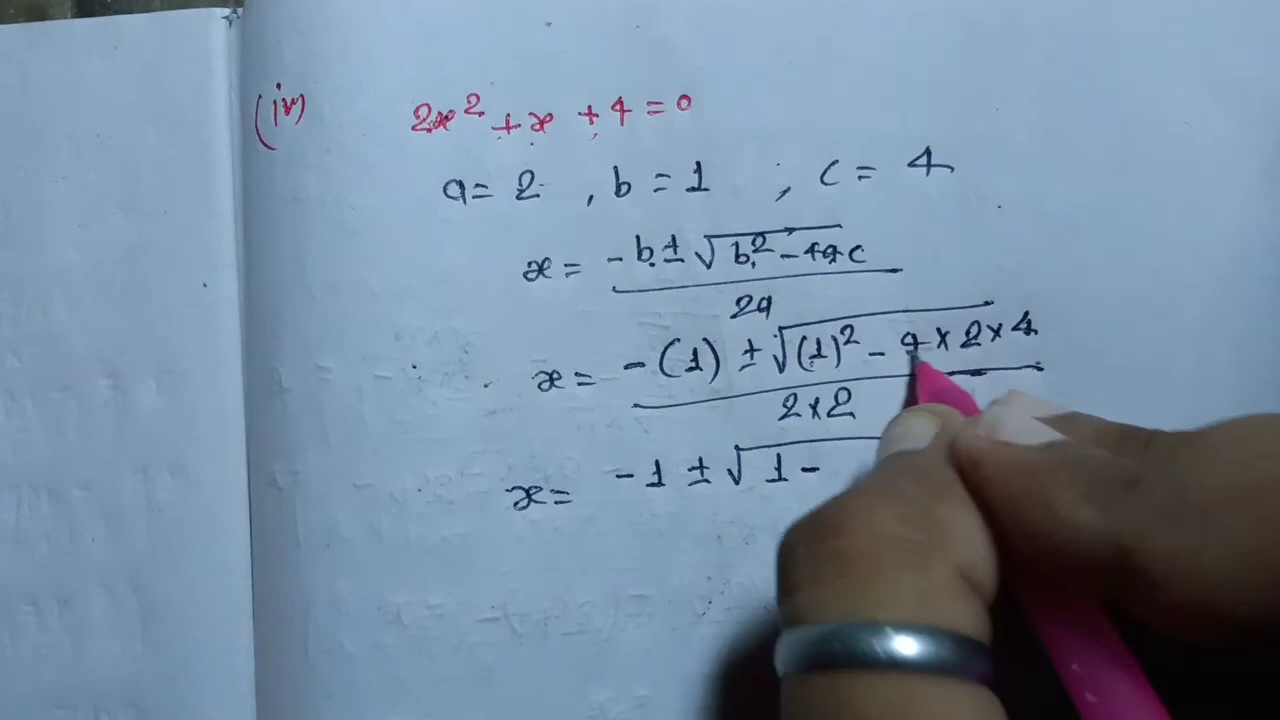 (iv) 2x² + x + 4 = 0
a = 2 , b = 1 ; c = 4
x = -b ± √b² - 4ac / 2a
x = -(1) ± √(1)² - 4 × 2 × 4 / 2 × 2
x = -1 ± √1 -